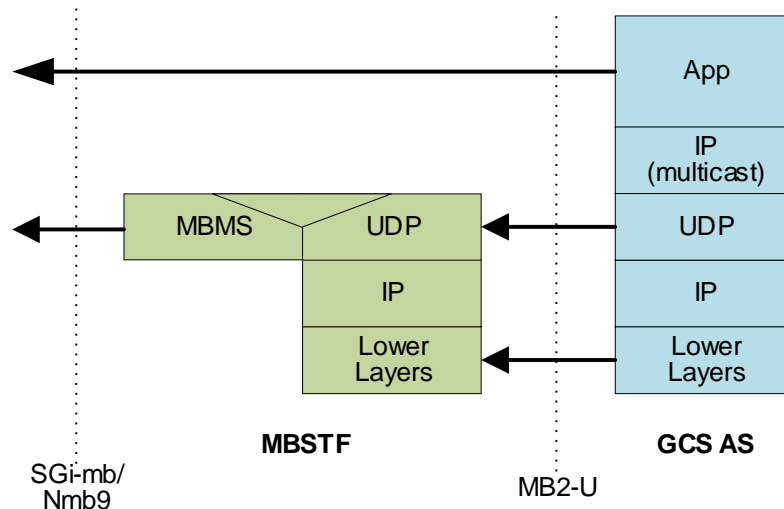 App
IP
(multicast)
MBMS
UDP
UDP
IP
IP
Lower
Layers
Lower
Layers
MBSTF
GCS AS
SGi-mb/
Nmb9
MB2-U